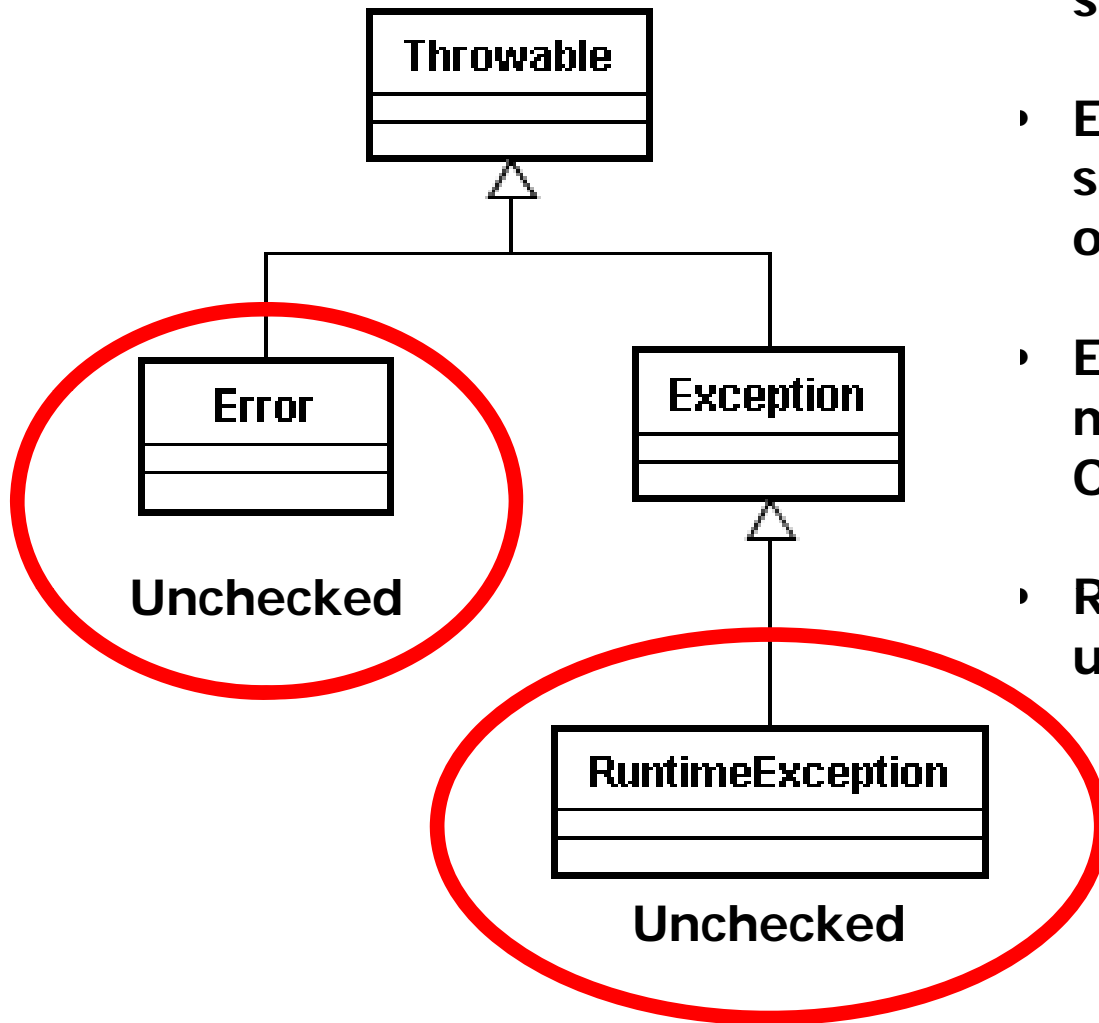 Throwable
Error
Exception
Unchecked
RuntimeException
Unchecked